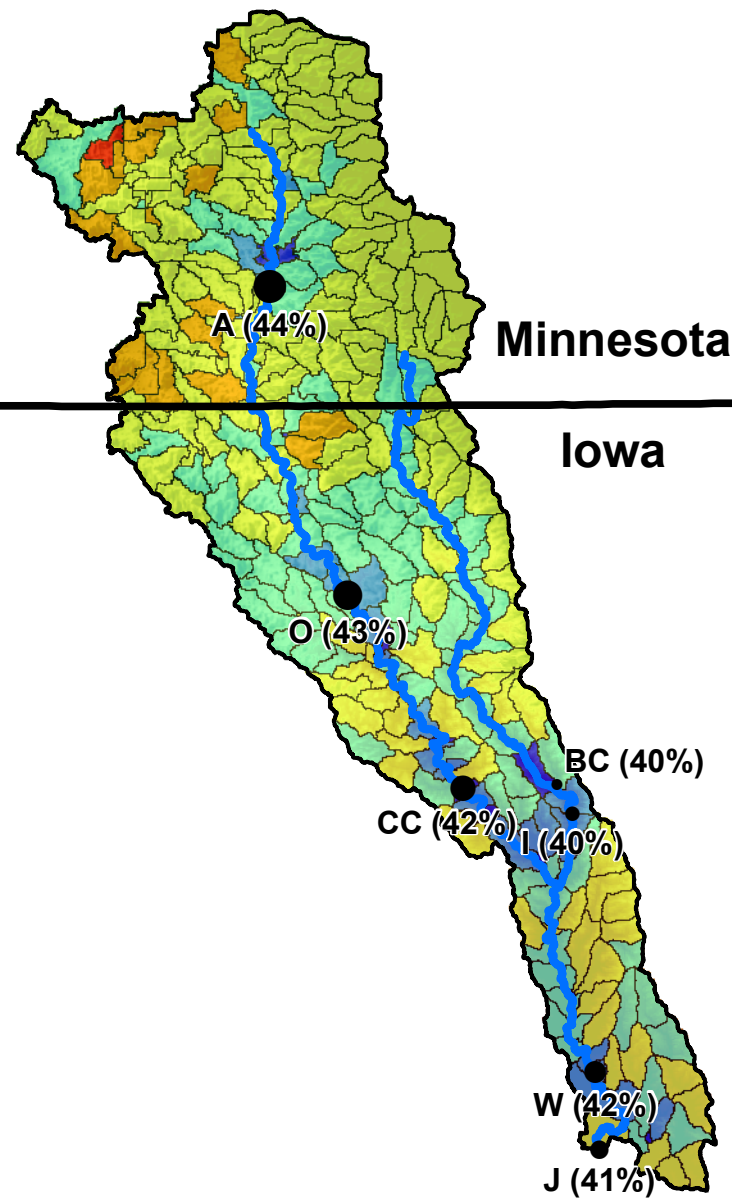 A (44%)
Minnesota
Iowa
O (43%)
BC (40%)
CC (42%)
I (40%)
W (42%)
J (41%)